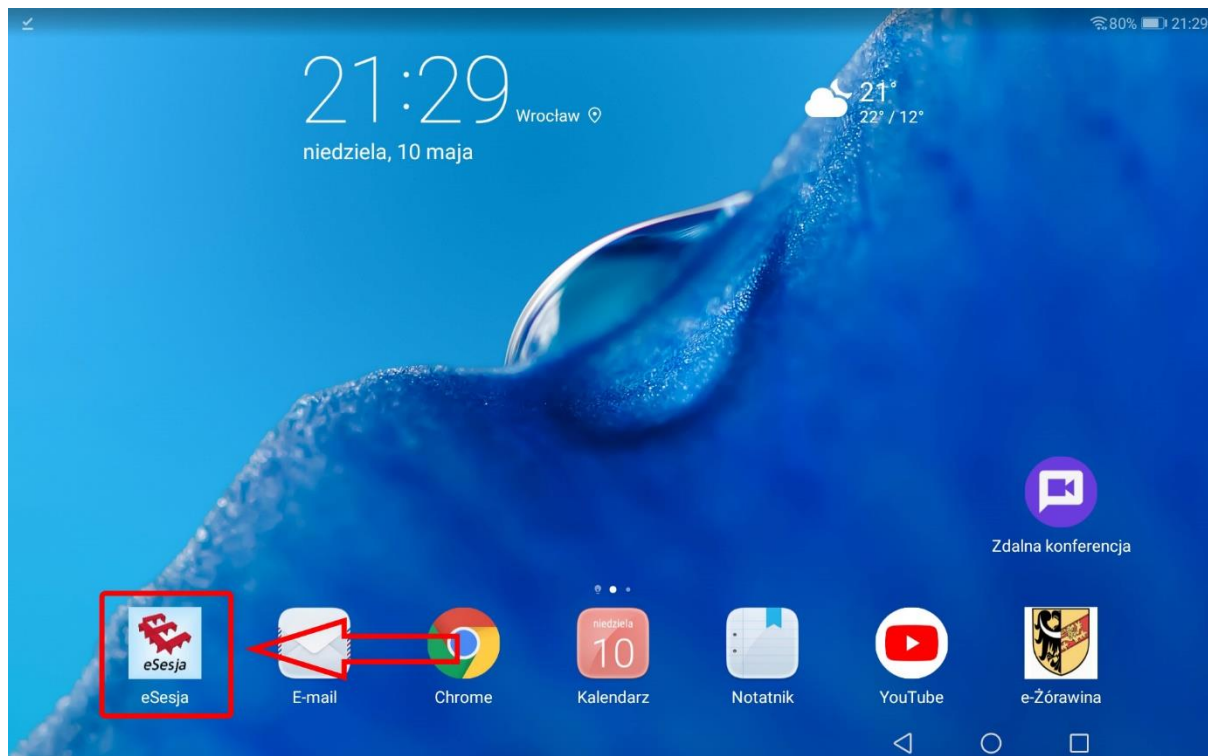 80% 21:29
21:29 Wrocław
niedziela, 10 maja
21°
22° / 12°
Zdalna konferencja
eSesja
niedziela
10
eSesja E-mail Chrome Kalendarz Notatnik YouTube e-Żórawina